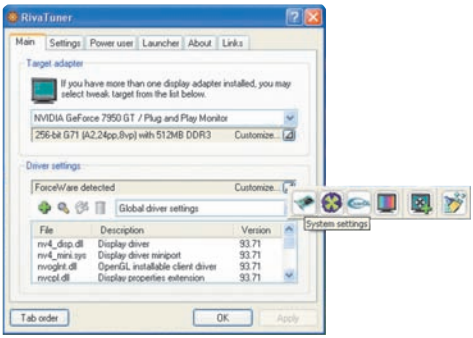 RivaTuner
Main Settings Power user Launcher About Links
Target adapter
If you have more than one display adapter installed, you may
select tweak target from the list below.
NVIDIA GeForce 7950 GT / Plug and Play Monitor
256-bit G71 (A2,24pp,8vp) with 512MB DDR3 Customize...
Driver settings
ForceWare detected Customize...
Global driver settings
System settings
File Description Version
nv4_disp.dll Display driver 93.71
nv4_mini.sys Display driver miniport 93.71
nvoglnt.dll OpenGL installable client driver 93.71
nvcpl.dll Display properties extension 93.71
Tab order OK Apply